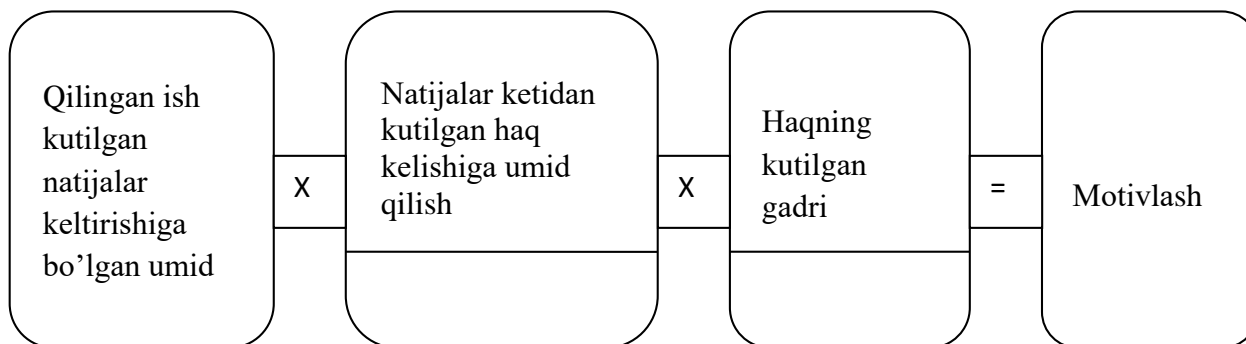 Qilingan ish
kutilgan
natijalar
keltirishiga
bo’lgan umid
X
Natijalar ketidan
kutilgan haq
kelishiga umid
qilish
X
Haqning
kutilgan
gadri
=
Motivlash